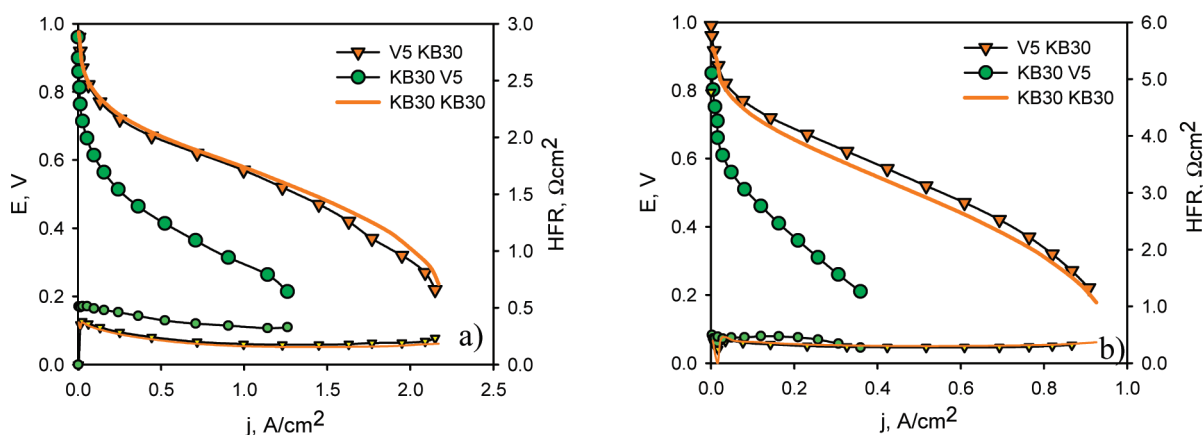 1.0
0.8
0.6
0.4
0.2
0.0
E, V
3.0
2.5
2.0
1.5
1.0
0.5
0.0
HFR, Ωcm²
V5 KB30
KB30 V5
KB30 KB30
a)
0.0 0.5 1.0 1.5 2.0 2.5
j, A/cm²
1.0
0.8
0.6
0.4
0.2
0.0
E, V
6.0
5.0
4.0
3.0
2.0
1.0
0.0
HFR, Ωcm²
V5 KB30
KB30 V5
KB30 KB30
b)
0.0 0.2 0.4 0.6 0.8 1.0
j, A/cm²